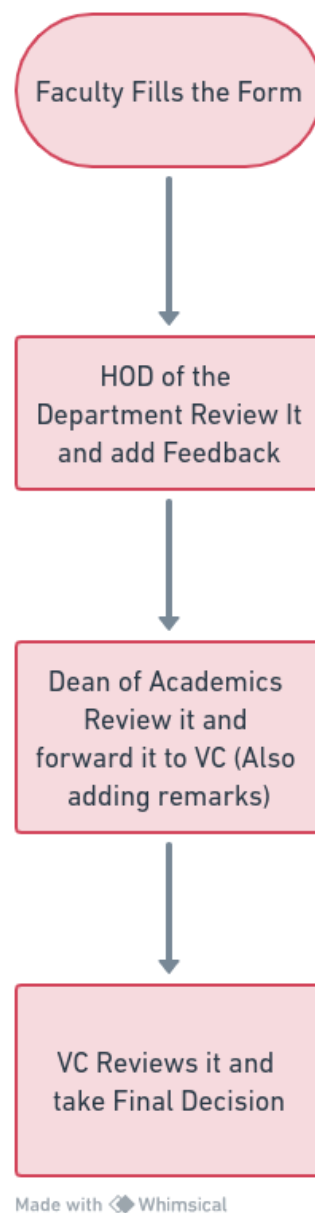 Faculty Fills the Form
HOD of the
Department Review It
and add Feedback
Dean of Academics
Review it and
forward it to VC (Also
adding remarks)
VC Reviews it and
take Final Decision
Made with Whimsical